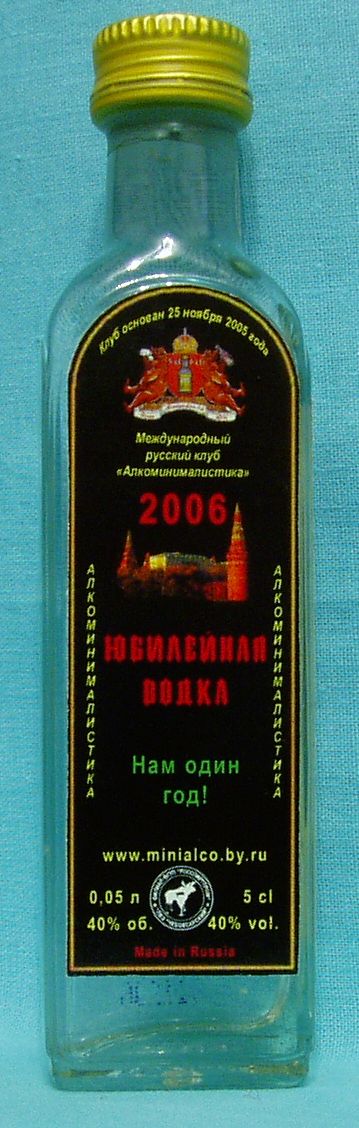 Клуб основан 25 ноября 2005 года
Международный
русский клуб
«Алкоминималистика»
2006
АЛКОМИНИМАЛИСТИКА
ЮБИЛЕЙНАЯ
ВОДКА
АЛКОМИНИМАЛИСТИКА
Нам один
год!
www.minialco.by.ru
0,05 л
5 cl
40% об.
40% vol.
Made in Russia